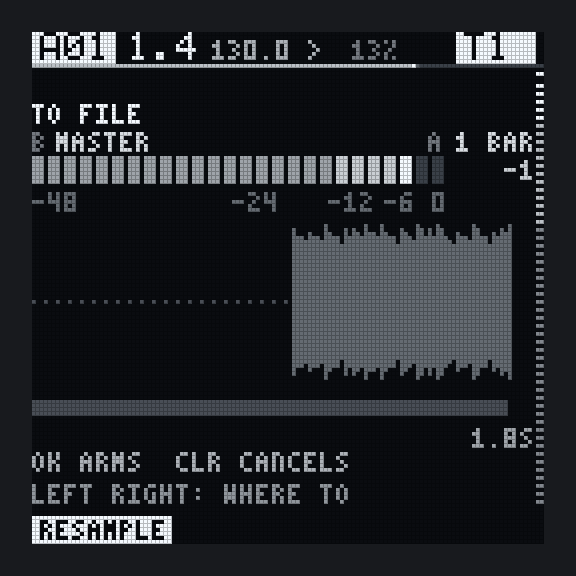 A01 1.4 130.0 > 13% T1
TO FILE
B MASTER A 1 BAR
-1
-48 -24 -12 -6 0
1.8S
OK ARMS CLR CANCELS
LEFT RIGHT: WHERE TO
RESAMPLE